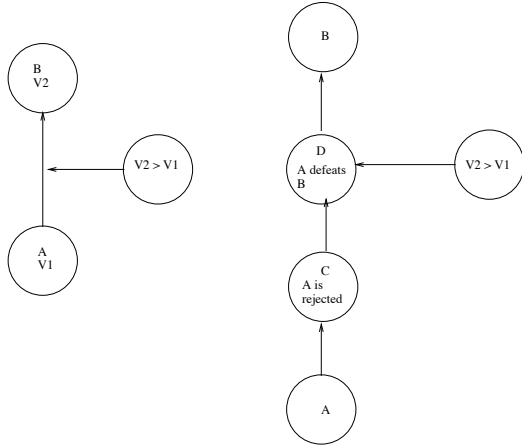 B
V2
V2 > V1
A
V1
B
D
A defeats
B
V2 > V1
C
A is
rejected
A